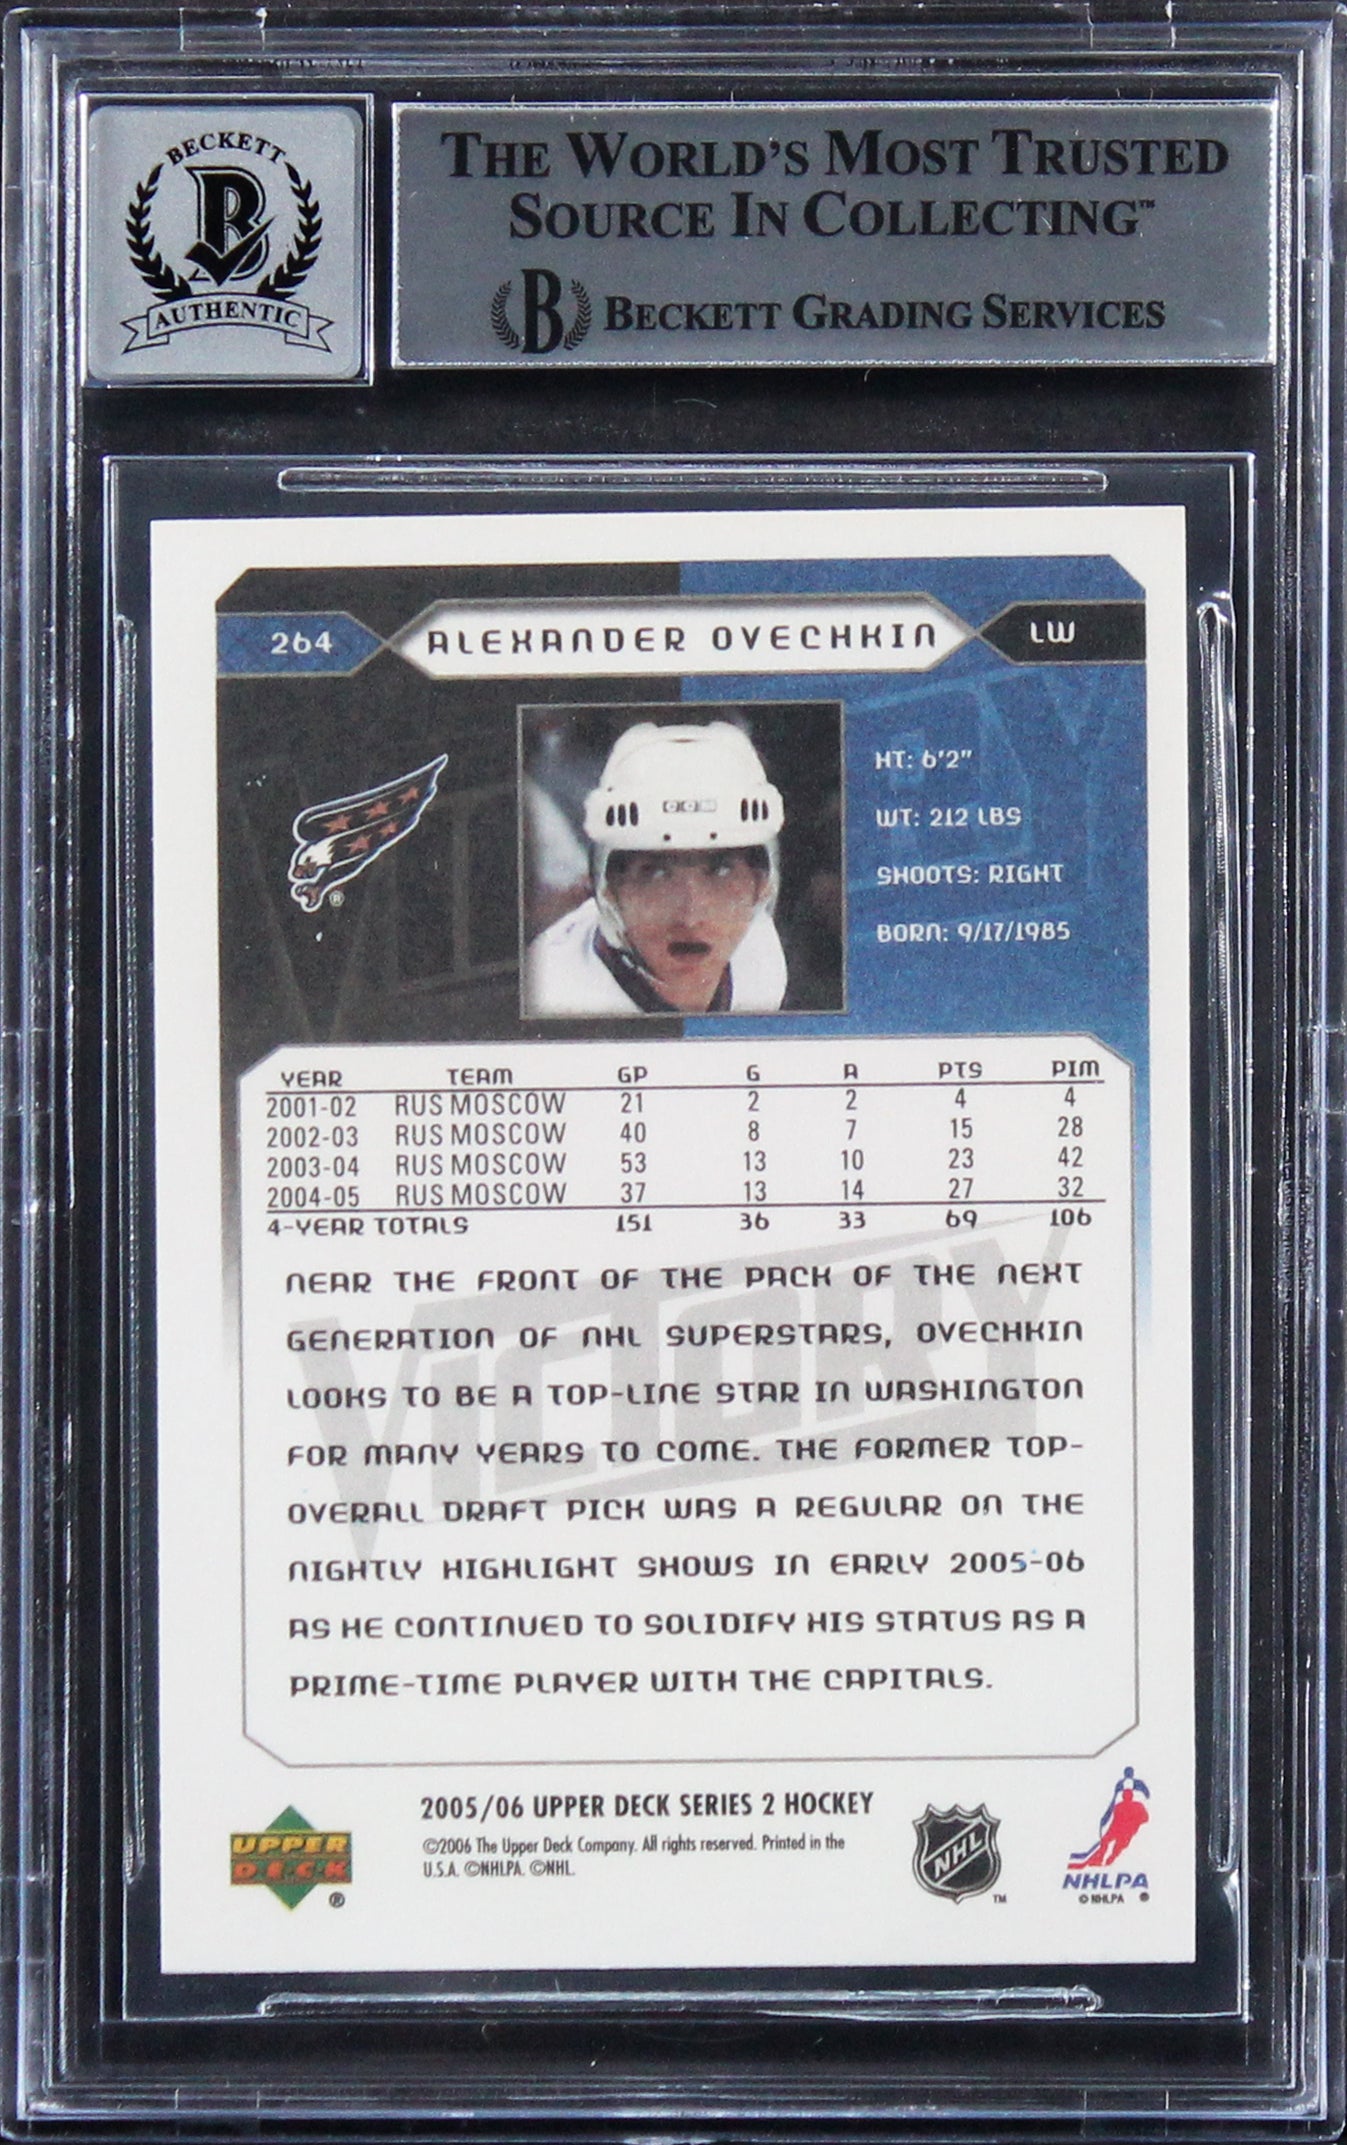 BECKETT
B
AUTHENTIC
THE WORLD'S MOST TRUSTED
SOURCE IN COLLECTING™
B BECKETT GRADING SERVICES
264 ALEXANDER OVECHKIN LW
CCM
®
HT: 6'2"
WT: 212 LBS
SHOOTS: RIGHT
BORN: 9/17/1985
YEAR TEAM GP G A PTS PIM
2001-02 RUS MOSCOW 21 2 2 4 4
2002-03 RUS MOSCOW 40 8 7 15 28
2003-04 RUS MOSCOW 53 13 10 23 42
2004-05 RUS MOSCOW 37 13 14 27 32
4-YEAR TOTALS 151 36 33 69 106
VICTORY
NEAR THE FRONT OF THE PACK OF THE NEXT
GENERATION OF NHL SUPERSTARS, OVECHKIN
LOOKS TO BE A TOP-LINE STAR IN WASHINGTON
FOR MANY YEARS TO COME. THE FORMER TOP-
OVERALL DRAFT PICK WAS A REGULAR ON THE
NIGHTLY HIGHLIGHT SHOWS IN EARLY 2005-06
AS HE CONTINUED TO SOLIDIFY HIS STATUS AS A
PRIME-TIME PLAYER WITH THE CAPITALS.
UPPER
DECK
®
2005/06 UPPER DECK SERIES 2 HOCKEY
©2006 The Upper Deck Company. All rights reserved. Printed in the
U.S.A. ©NHLPA. ©NHL.
NHL
™
NHLPA
© NHLPA ®